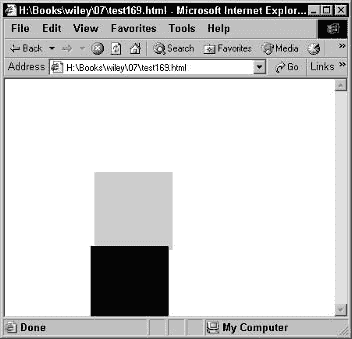 H:\Books\wiley\07\test169.html - Microsoft Internet Explor...
File Edit View Favorites Tools Help
Back Search Favorites Media »
Address H:\Books\wiley\07\test169.html Go Links »
Done My Computer